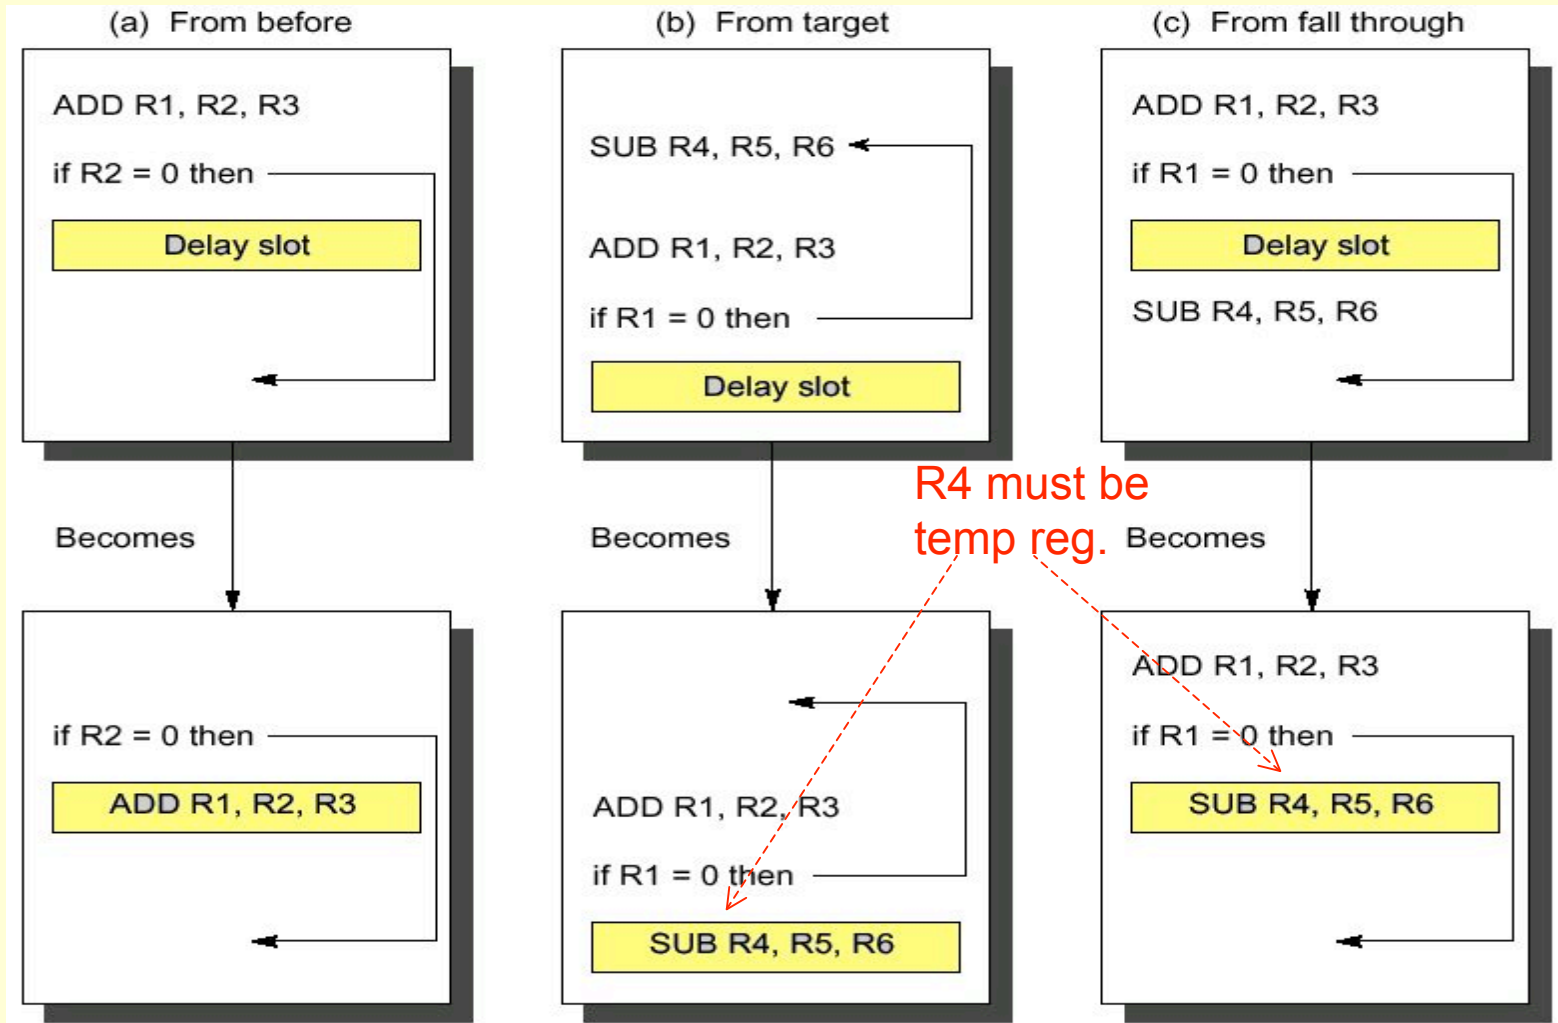 (a) From before
ADD R1, R2, R3
if R2 = 0 then
Delay slot
Becomes
if R2 = 0 then
ADD R1, R2, R3
(b) From target
SUB R4, R5, R6
ADD R1, R2, R3
if R1 = 0 then
Delay slot
Becomes
R4 must be
temp reg.
ADD R1, R2, R3
if R1 = 0 then
SUB R4, R5, R6
(c) From fall through
ADD R1, R2, R3
if R1 = 0 then
Delay slot
SUB R4, R5, R6
Becomes
ADD R1, R2, R3
if R1 = 0 then
SUB R4, R5, R6